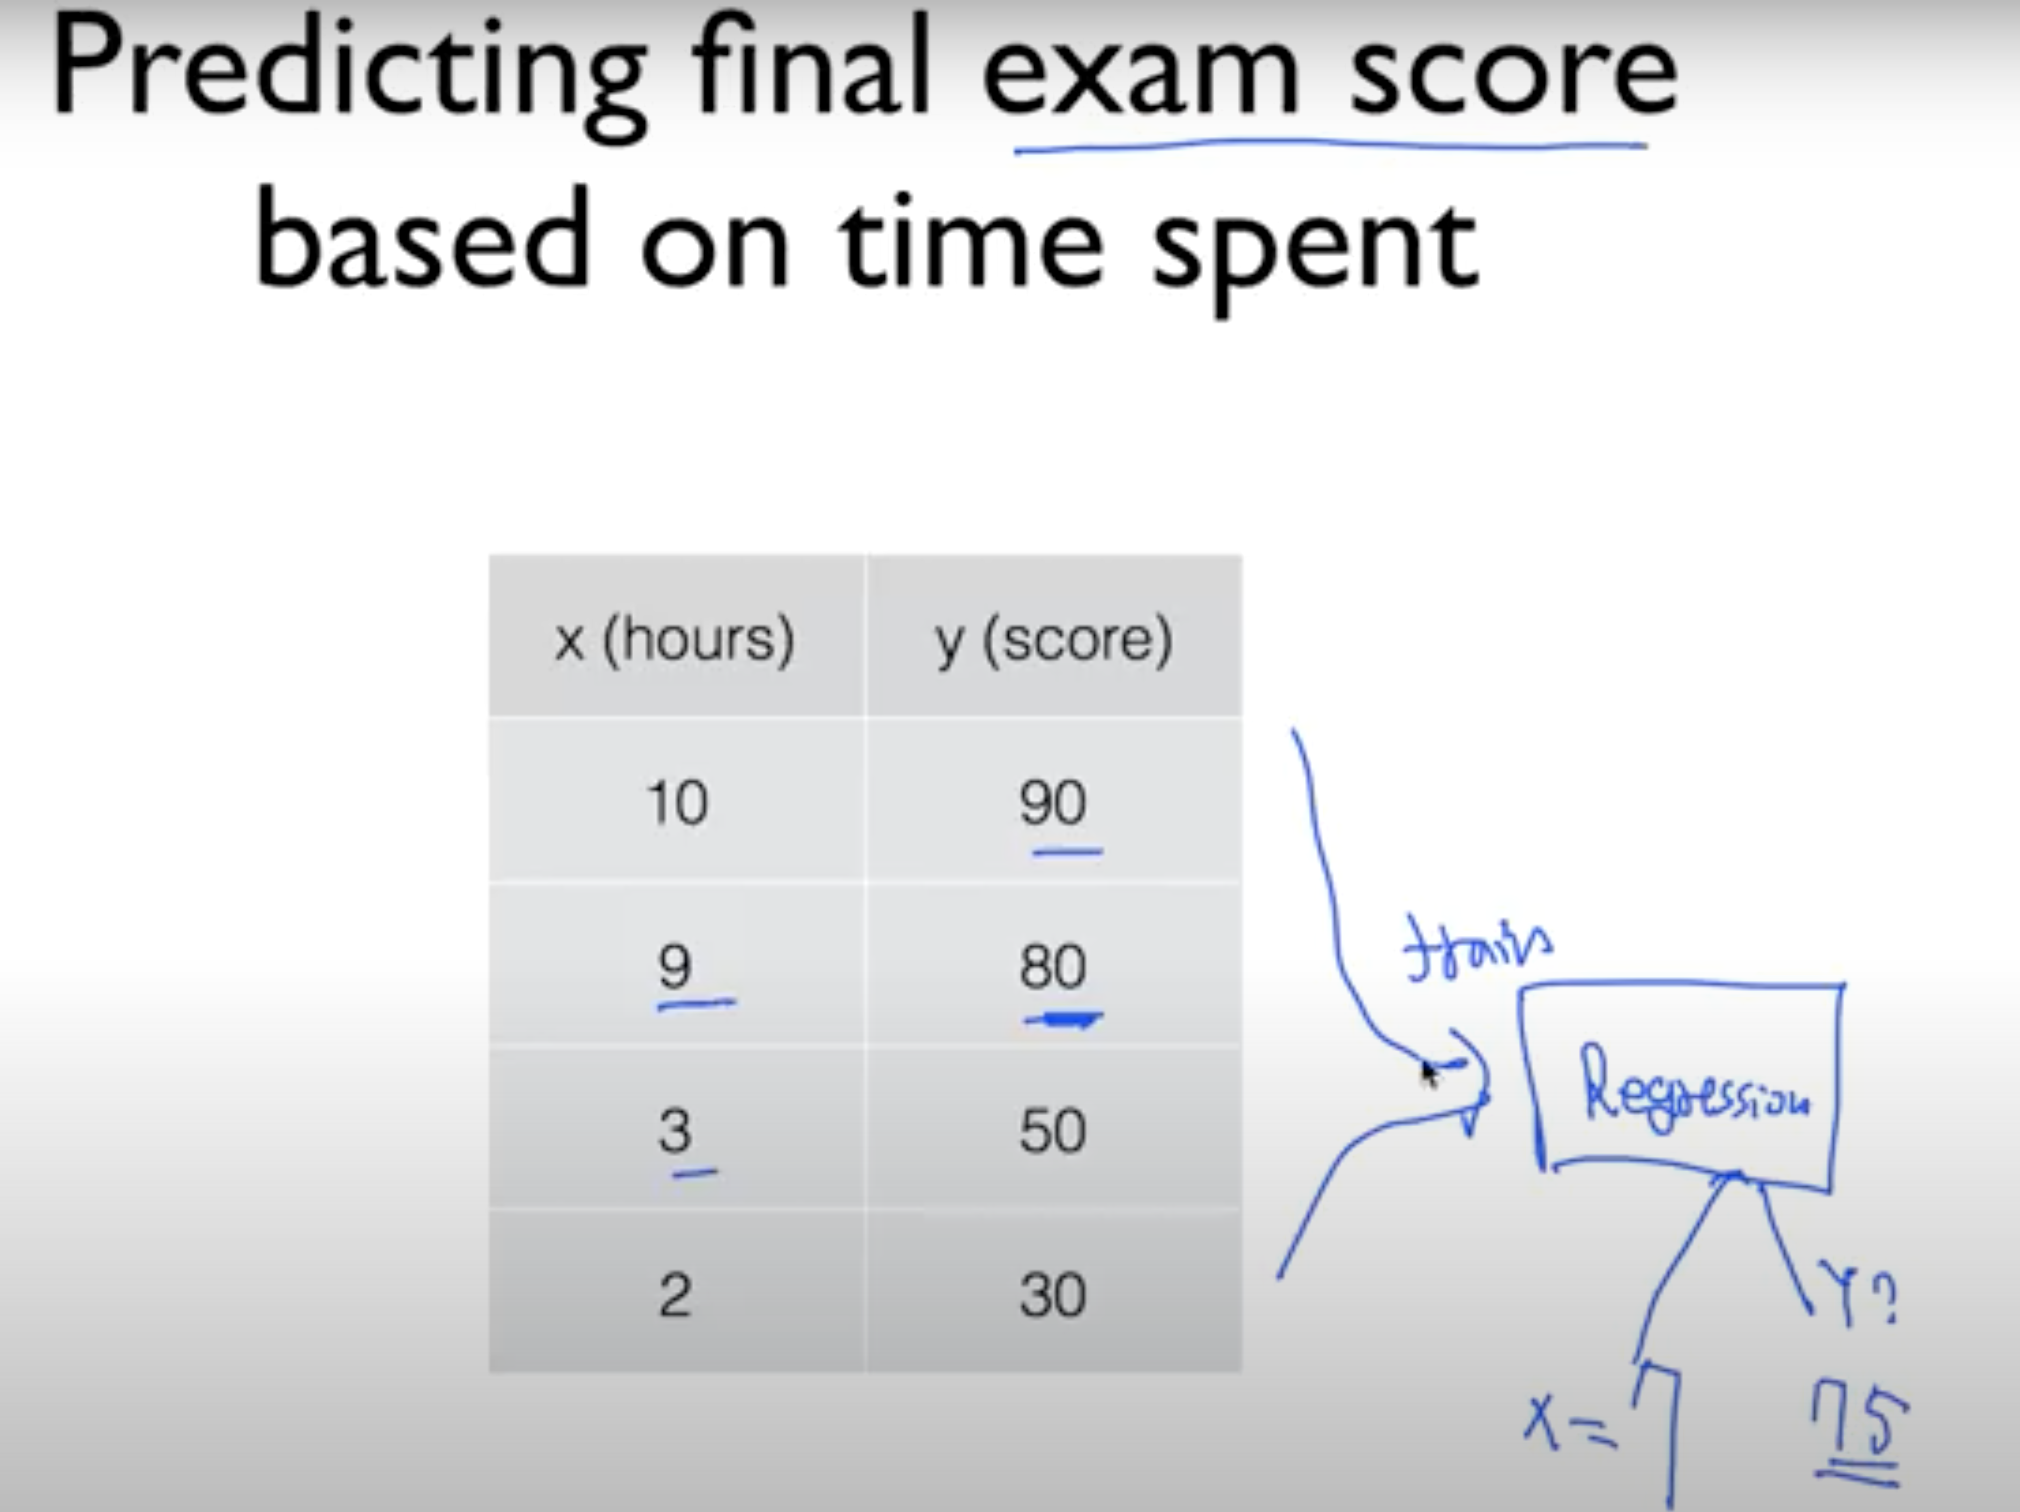 Predicting final exam score
based on time spent
x (hours) y (score)
10 90
9 80
3 50
2 30
train
Regression
Y?
X = 7 75